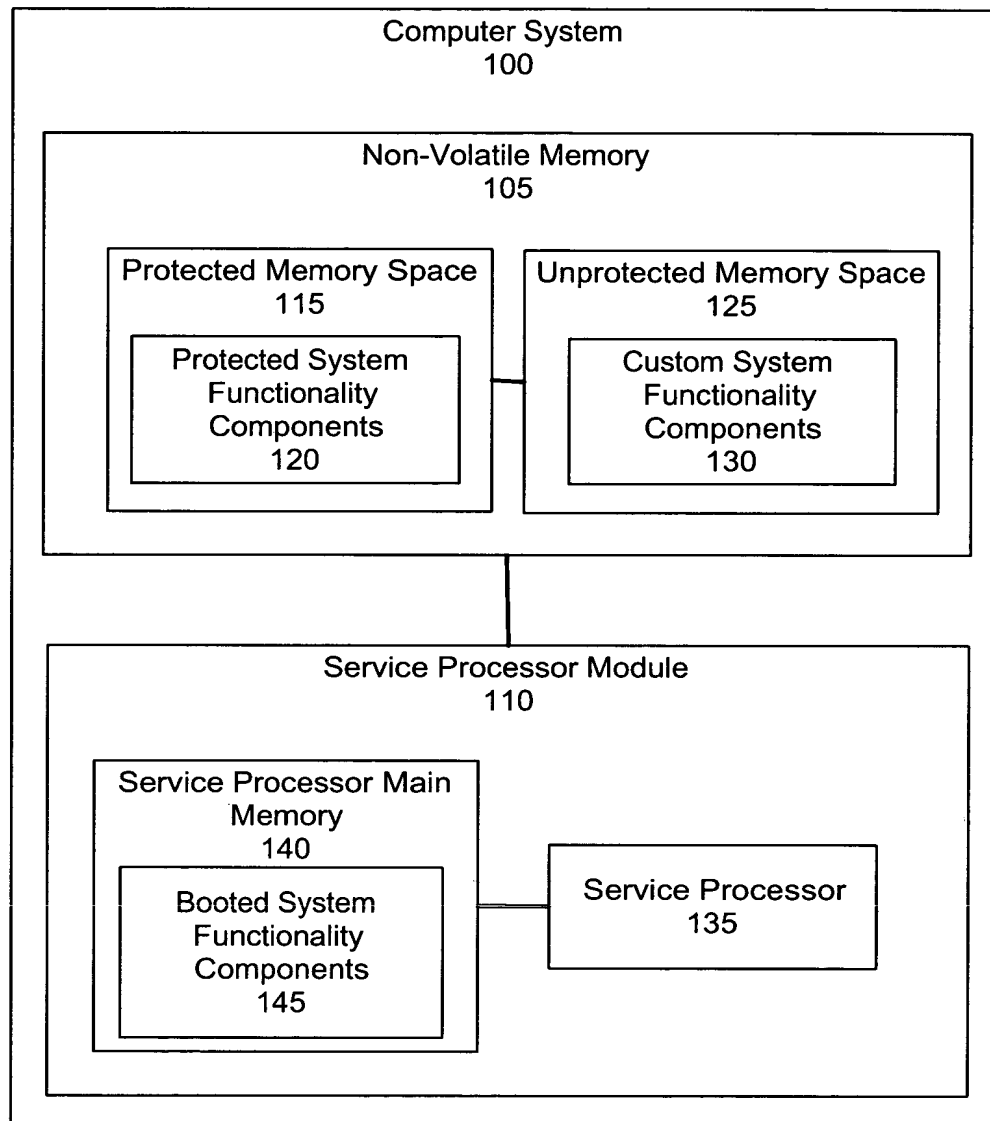 Computer System
100
Non-Volatile Memory
105
Protected Memory Space
115
Protected System
Functionality
Components
120
Unprotected Memory Space
125
Custom System
Functionality
Components
130
Service Processor Module
110
Service Processor Main
Memory
140
Booted System
Functionality
Components
145
Service Processor
135